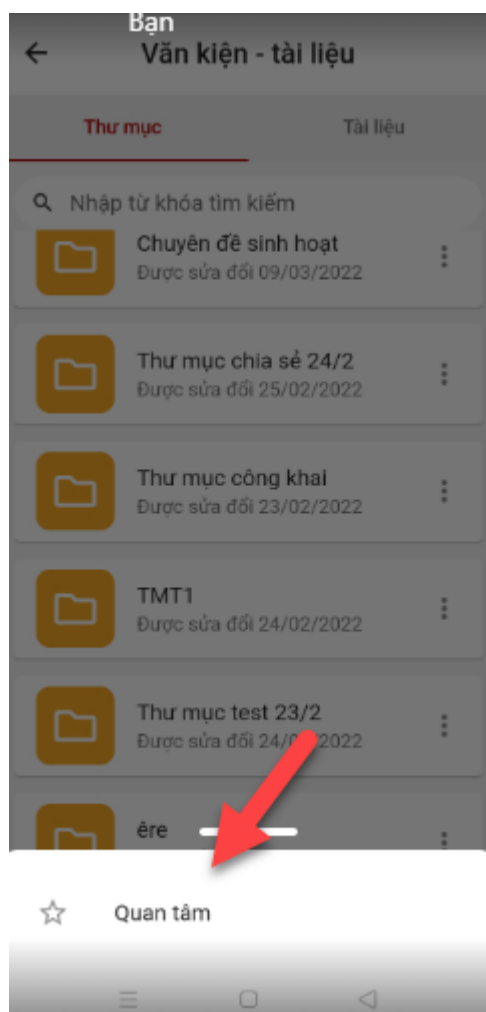 Bạn
Văn kiện - tài liệu
Thư mục
Tài liệu
Nhập từ khóa tìm kiếm
Chuyên đề sinh hoạt
Được sửa đổi 09/03/2022
Thư mục chia sẻ 24/2
Được sửa đổi 25/02/2022
Thư mục công khai
Được sửa đổi 23/02/2022
TMT1
Được sửa đổi 24/02/2022
Thư mục test 23/2
Được sửa đổi 24/02/2022
êre
Quan tâm